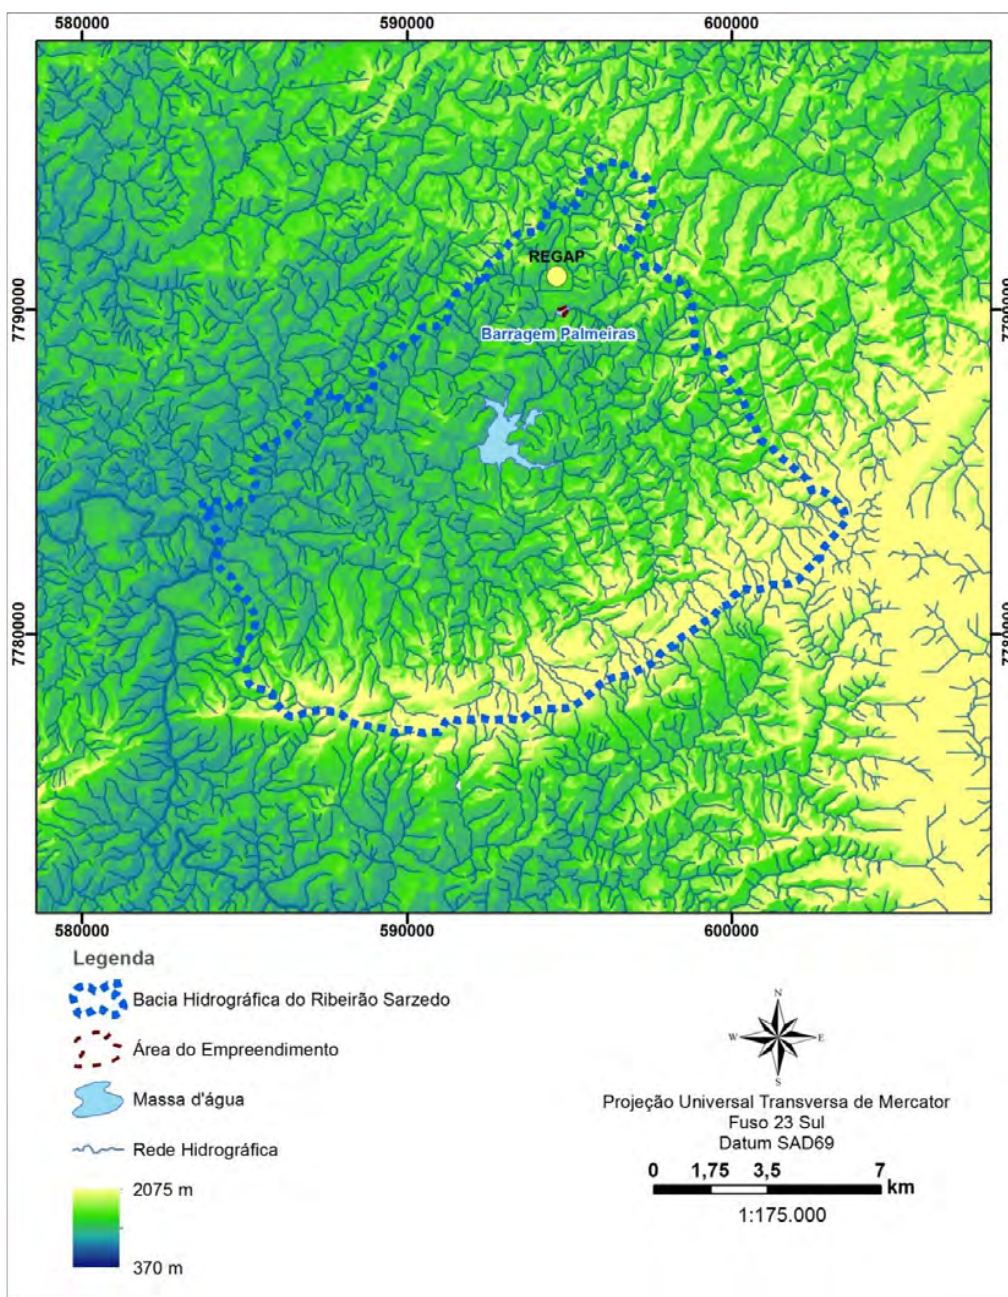 580000 590000 600000
REGAP
7790000 7790000
Barragem Palmeiras
7780000 7780000
580000 590000 600000
Legenda
Bacia Hidrográfica do Ribeirão Sarzedo
Área do Empreendimento
Massa d'água
Rede Hidrográfica
2075 m
370 m
N
W E
S
Projeção Universal Transversa de Mercator
Fuso 23 Sul
Datum SAD69
0 1,75 3,5 7
km
1:175.000